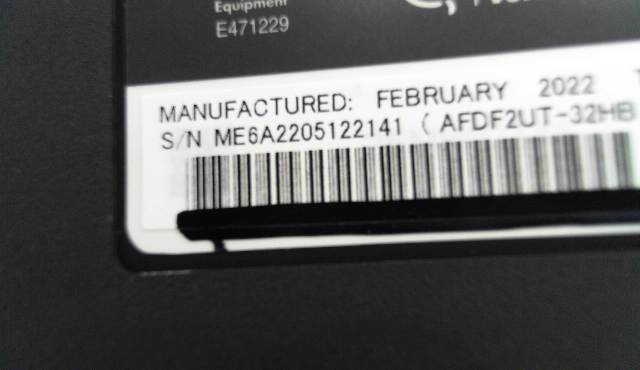 Equipment
E471229
MANUFACTURED: FEBRUARY 2022
S/N ME6A2205122141 ( AFDF2UT-32HB